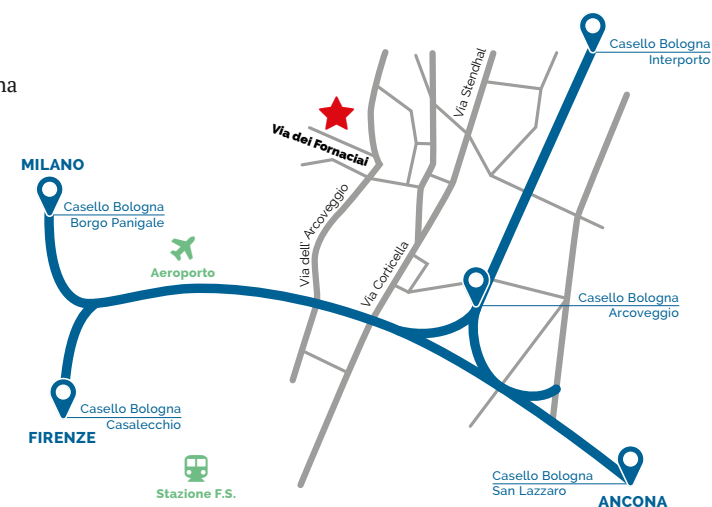 Casello Bologna
Interporto
Via Stendhal
Via dei Fornaciai
MILANO
Casello Bologna
Borgo Panigale
Via dell' Arcoveggio
Via Corticella
Aeroporto
Casello Bologna
Arcoveggio
Casello Bologna
Casalecchio
FIRENZE
Casello Bologna
San Lazzaro
Stazione F.S.
ANCONA